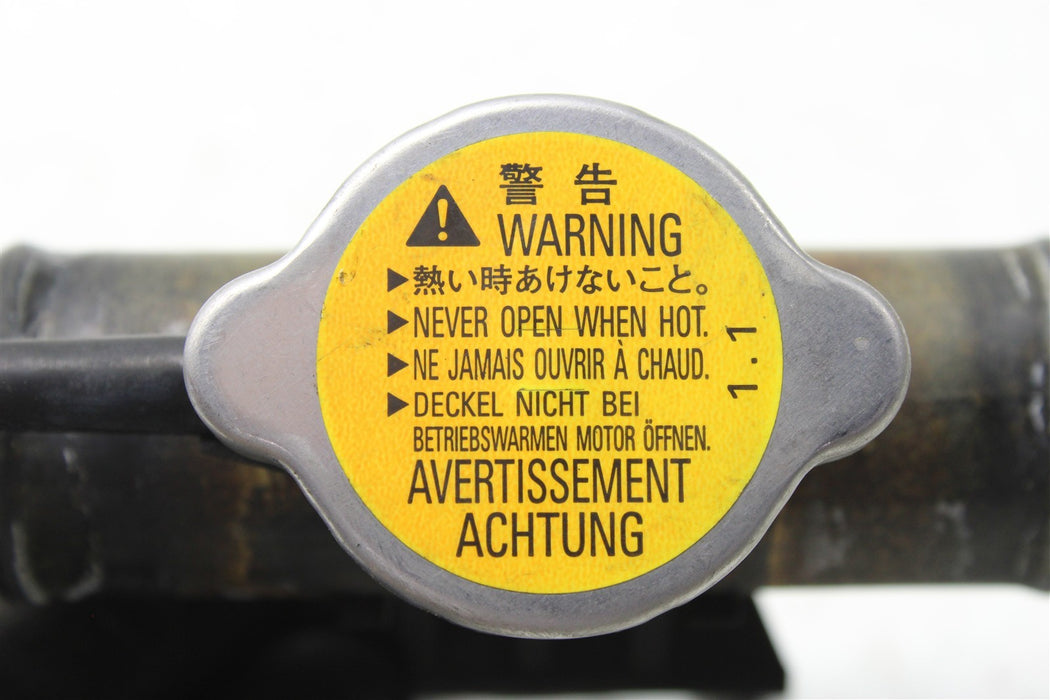 警告
WARNING
▶熱い時あけないこと。
▶NEVER OPEN WHEN HOT.
▶NE JAMAIS OUVRIR À CHAUD.
▶DECKEL NICHT BEI
BETRIEBSWARMEN MOTOR ÖFFNEN.
AVERTISSEMENT
ACHTUNG
1.1